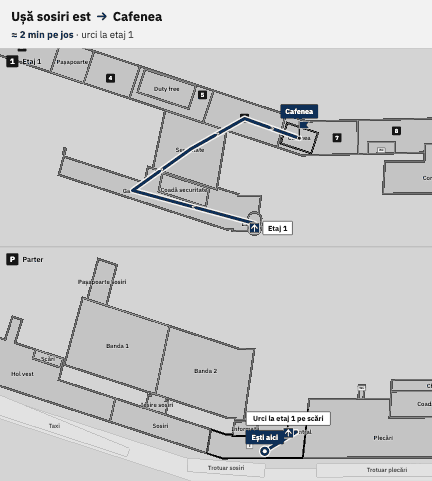 Ușă sosiri est → Cafenea
≈ 2 min pe jos · urci la etaj 1
1 Etaj 1
Pașapoarte
4
Duty free
5
Cafenea
7
8
Coadă securitate
Etaj 1
P Parter
Pașapoarte sosiri
Banda 1
Banda 2
Scări
Hol vest
Sosiri
Taxi
Urci la etaj 1 pe scări
Ești aici
Plecări
Trotuar sosiri
Trotuar plecări